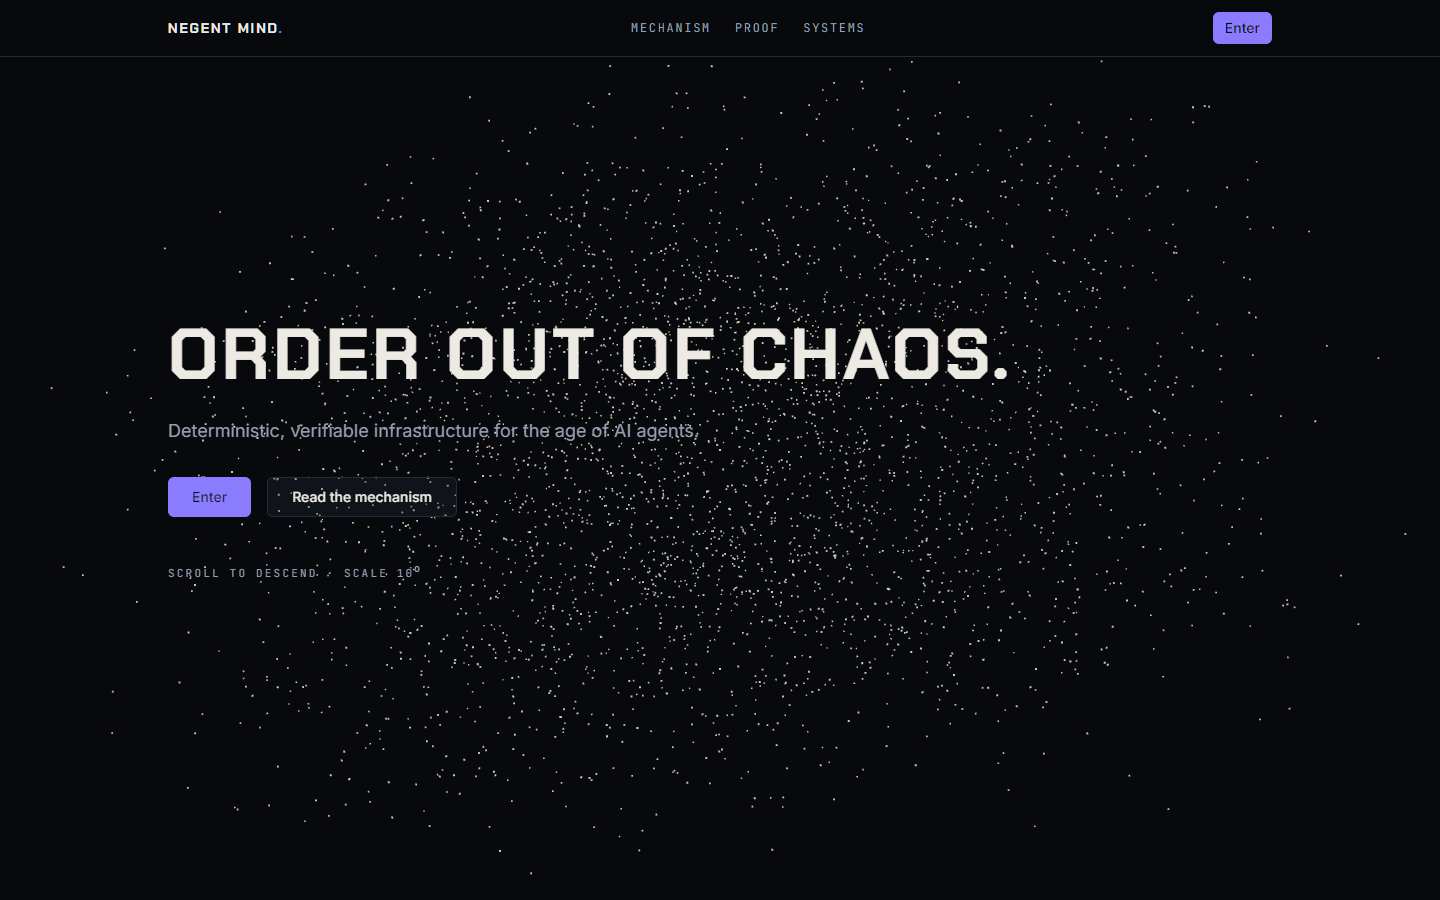 NEGENT MIND.
MECHANISM PROOF SYSTEMS
Enter
ORDER OUT OF CHAOS.
Deterministic, verifiable infrastructure for the age of AI agents.
Enter Read the mechanism
SCROLL TO DESCEND · SCALE 10⁰